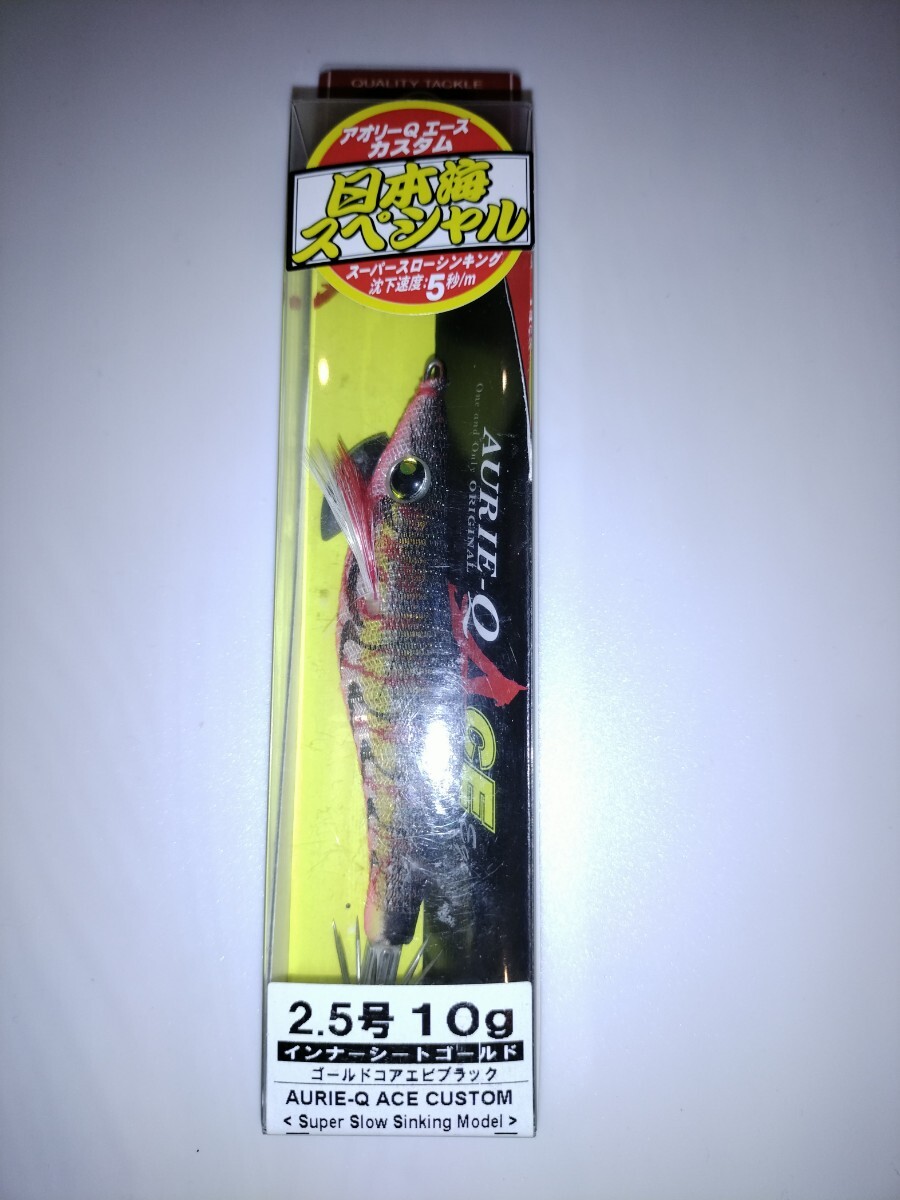 QUALITY TACKLE
アオリーQ エース
カスタム
日本海
スペシャル
スーパースローシンキング
沈下速度:5秒/m
AURIE-Q ACE
One and Only ORIGINAL
2.5号 10g
インナーシートゴールド
ゴールドコアエビブラック
AURIE-Q ACE CUSTOM
< Super Slow Sinking Model >